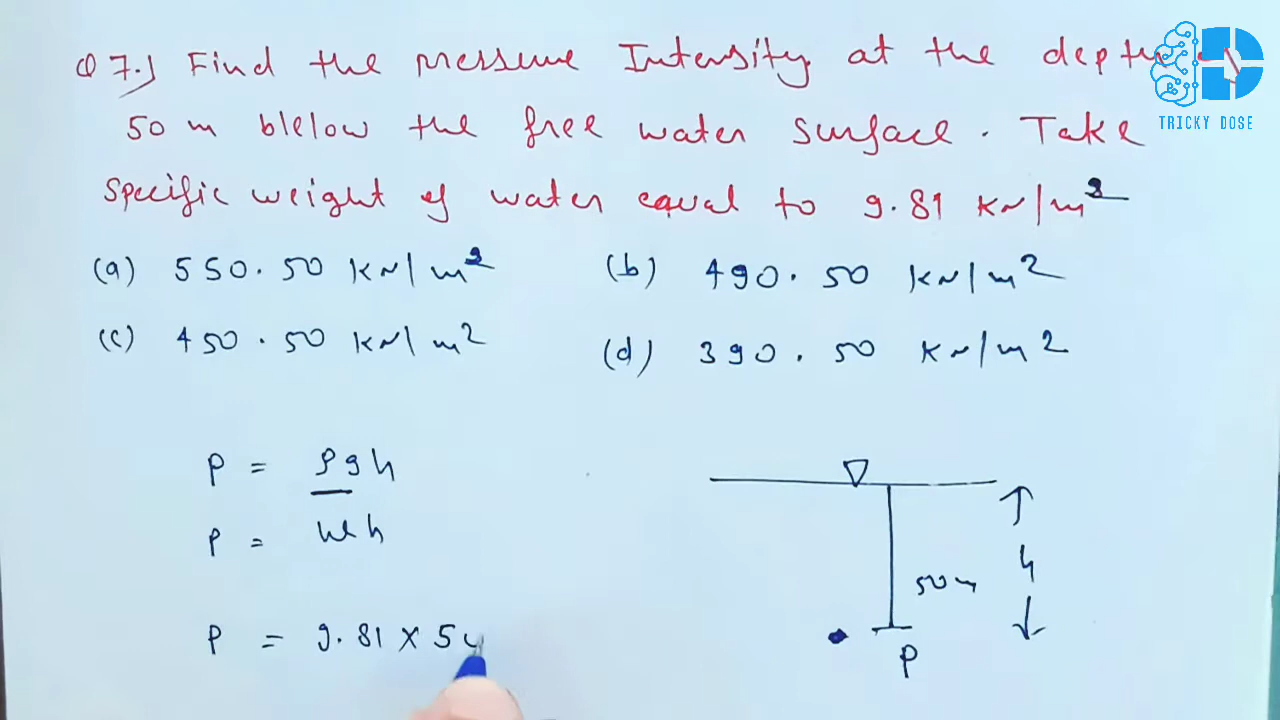 Q 7.) Find the pressure Intensity at the depth
50 m blelow the free water surface. Take
Specific weight of water equal to 9.81 kN/m³
(a) 550.50 kN/m²
(b) 490.50 kN/m²
(c) 450.50 kN/m²
(d) 390.50 kN/m²
P = ρgh
P = wh
P = 9.81 × 50
h
50 m
P
TRICKY DOSE